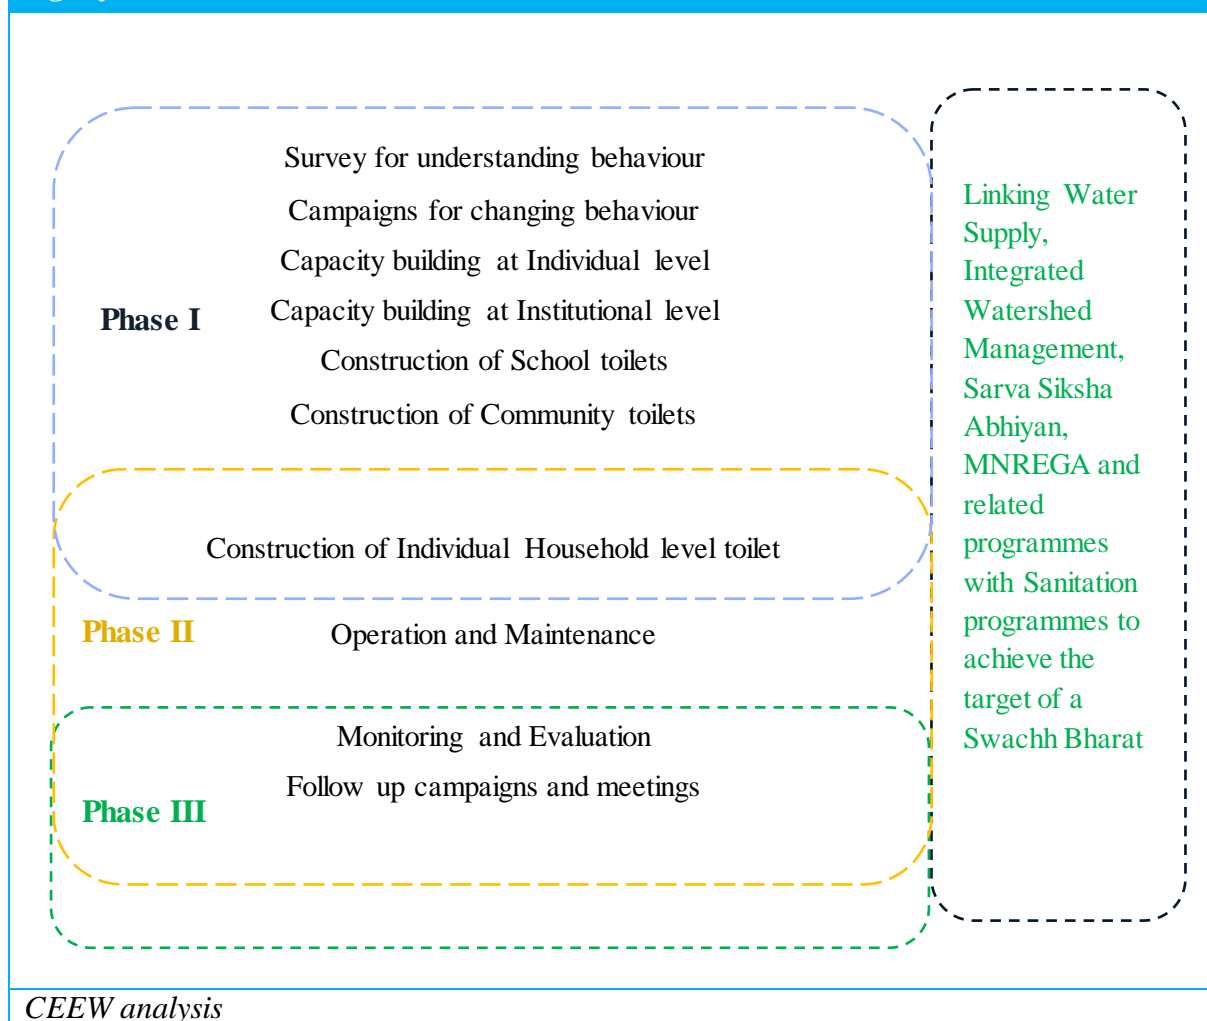 Survey for understanding behaviour
Campaigns for changing behaviour
Capacity building at Individual level
Phase I
Capacity building at Institutional level
Construction of School toilets
Construction of Community toilets
Construction of Individual Household level toilet
Phase II
Operation and Maintenance
Monitoring and Evaluation
Follow up campaigns and meetings
Phase III
Linking Water
Supply,
Integrated
Watershed
Management,
Sarva Siksha
Abhiyan,
MNREGA and
related
programmes
with Sanitation
programmes to
achieve the
target of a
Swachh Bharat
CEEW analysis